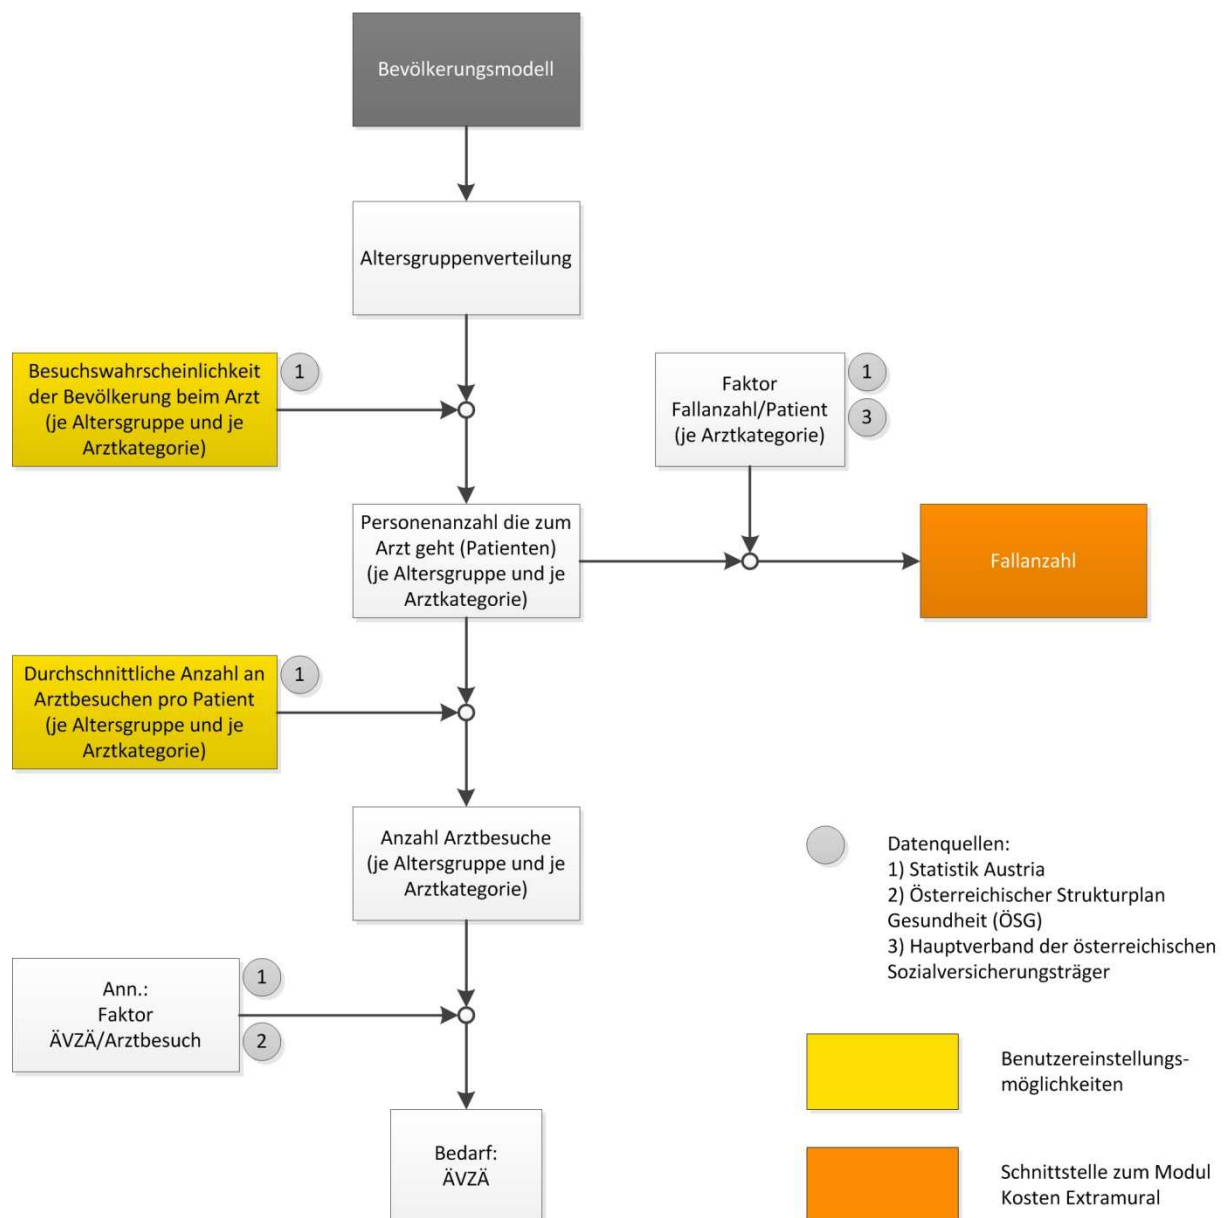 Bevölkerungsmodell
Altersgruppenverteilung
Besuchswahrscheinlichkeit
der Bevölkerung beim Arzt
(je Altersgruppe und je
Arztkategorie)
1
Faktor
Fallanzahl/Patient
(je Arztkategorie)
1
3
Personenanzahl die zum
Arzt geht (Patienten)
(je Altersgruppe und je
Arztkategorie)
Fallanzahl
Durchschnittliche Anzahl an
Arztbesuchen pro Patient
(je Altersgruppe und je
Arztkategorie)
1
Anzahl Arztbesuche
(je Altersgruppe und je
Arztkategorie)
Ann.:
Faktor
ÄVZÄ/Arztbesuch
1
2
Bedarf:
ÄVZÄ
Datenquellen:
1) Statistik Austria
2) Österreichischer Strukturplan
Gesundheit (ÖSG)
3) Hauptverband der österreichischen
Sozialversicherungsträger
Benutzereinstellungs-
möglichkeiten
Schnittstelle zum Modul
Kosten Extramural